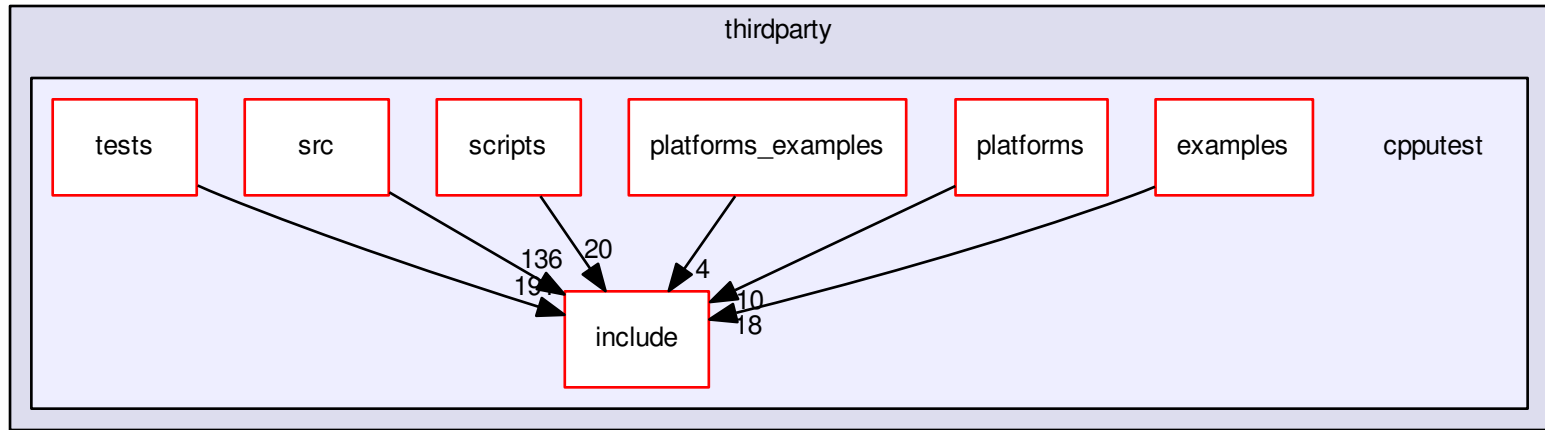 thirdparty
tests
src
scripts
platforms_examples
platforms
examples
cpputest
136
20
4
10
18
include